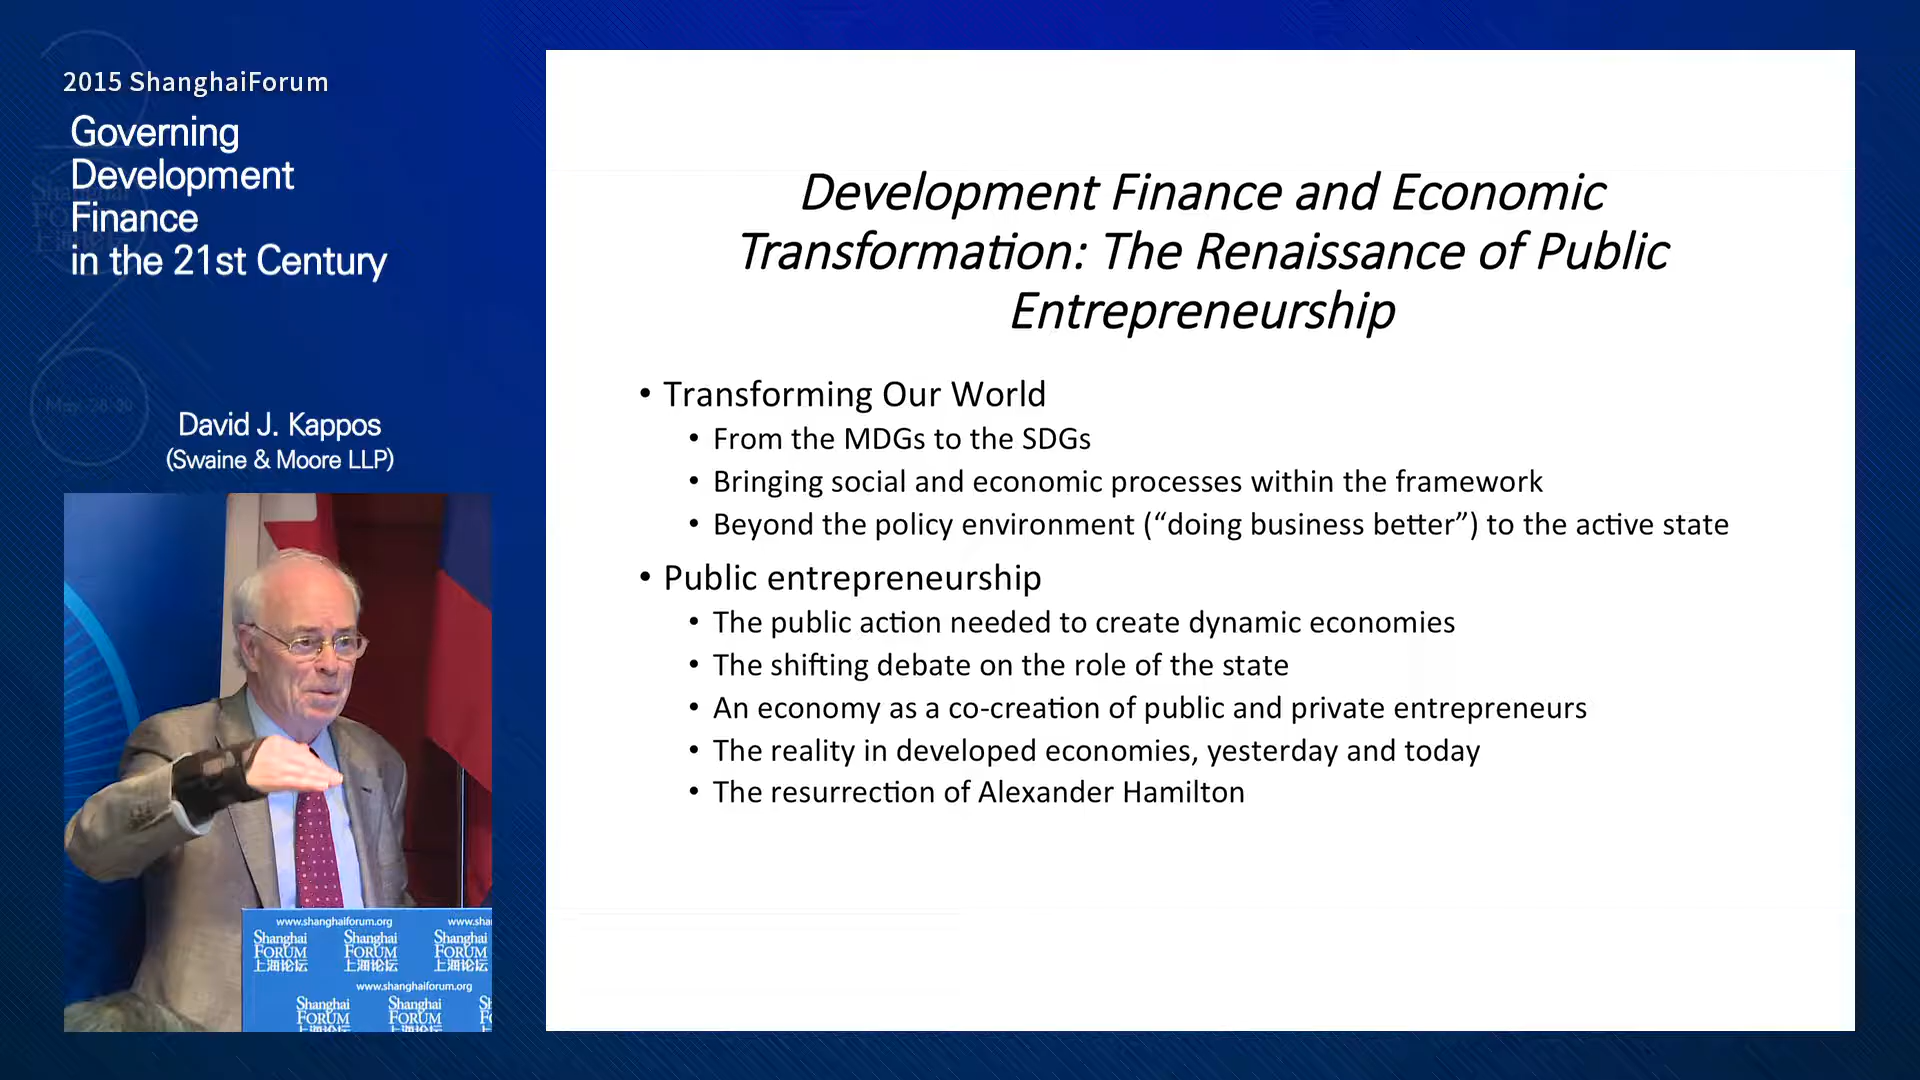 2015 ShanghaiForum
Governing
Development
Finance
in the 21st Century
David J. Kappos
(Swaine & Moore LLP)
Development Finance and Economic
Transformation: The Renaissance of Public
Entrepreneurship
• Transforming Our World
• From the MDGs to the SDGs
• Bringing social and economic processes within the framework
• Beyond the policy environment (“doing business better”) to the active state
• Public entrepreneurship
• The public action needed to create dynamic economies
• The shifting debate on the role of the state
• An economy as a co-creation of public and private entrepreneurs
• The reality in developed economies, yesterday and today
• The resurrection of Alexander Hamilton
www.shanghaiforum.org www.sha
Shanghai Shanghai Shanghai
FORUM FORUM FORUM
上海论坛 上海论坛 上海论坛
www.shanghaiforum.org
Shanghai Shanghai Sh
FORUM FORUM